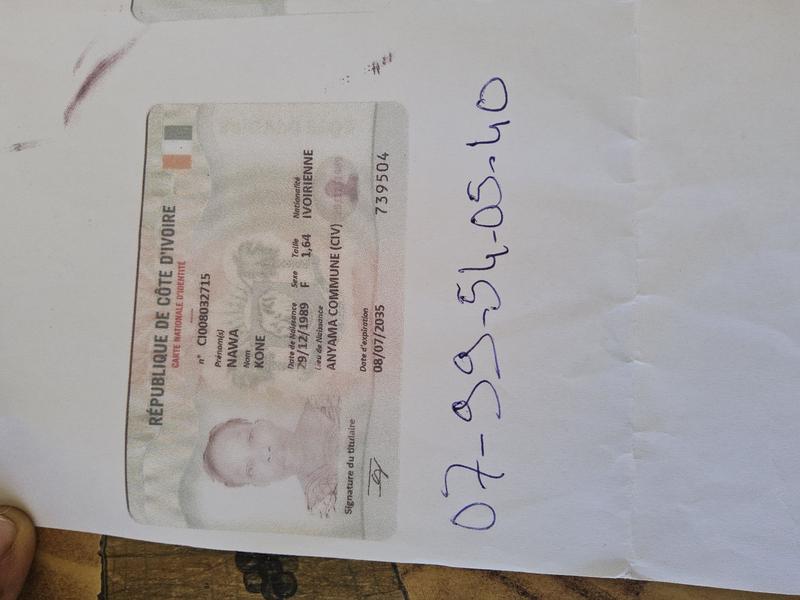 RÉPUBLIQUE DE CÔTE D'IVOIRE
CARTE NATIONALE D'IDENTITÉ
n° CI008032715
Prénom(s)
NAWA
Nom
KONE
Date de Naissance Sexe Taille Nationalité
29/12/1989 F 1,64 IVOIRIENNE
Lieu de Naissance
ANYAMA COMMUNE (CIV)
Signature du titulaire
Date d'expiration
08/07/2035
739504
07-99-54-05-40